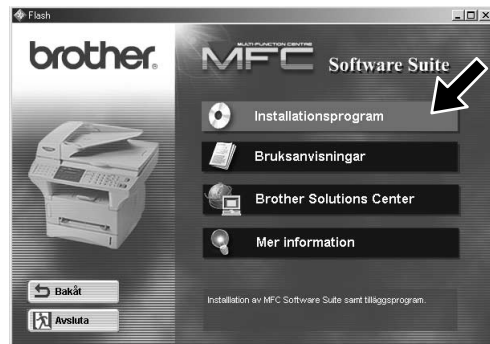 Flash
brother.
MULTI-FUNCTION CENTRE
MFC Software Suite
Installationsprogram
Bruksanvisningar
Brother Solutions Center
Mer information
Bakåt
Avsluta
Installation av MFC Software Suite samt tilläggsprogram.